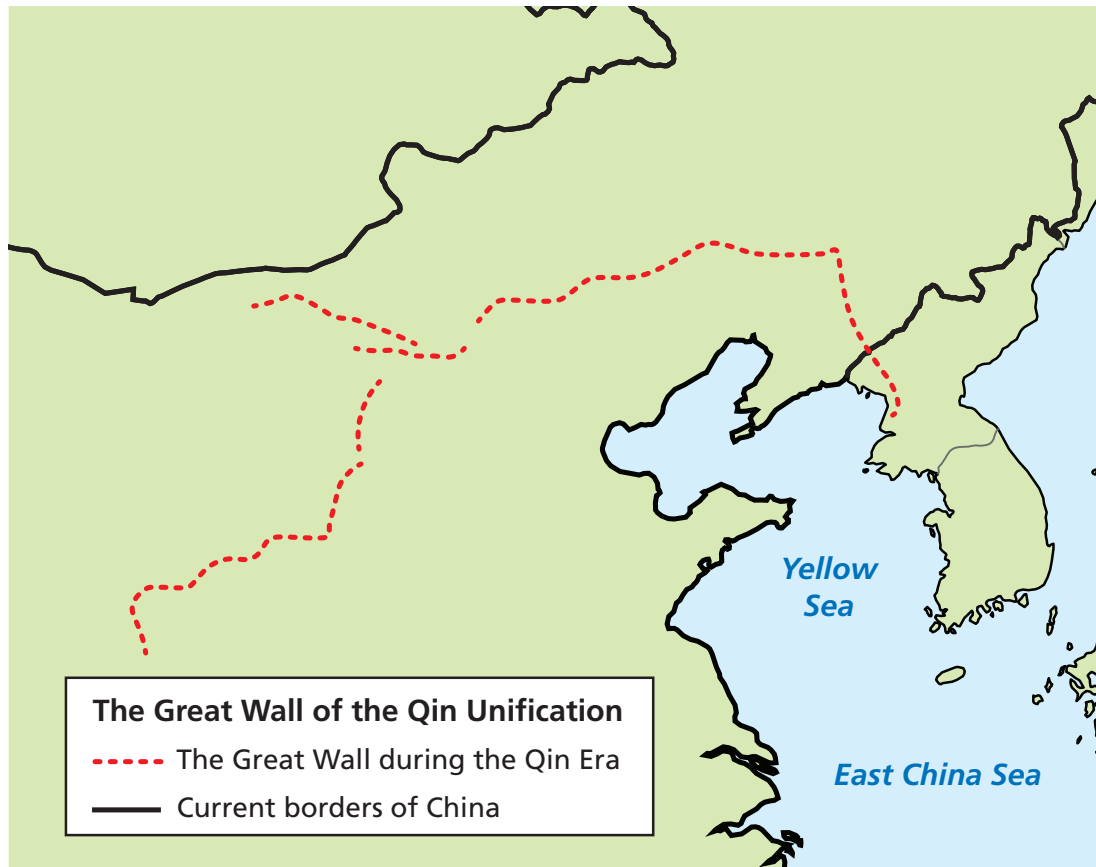 Yellow
Sea
East China Sea
The Great Wall of the Qin Unification
The Great Wall during the Qin Era
Current borders of China